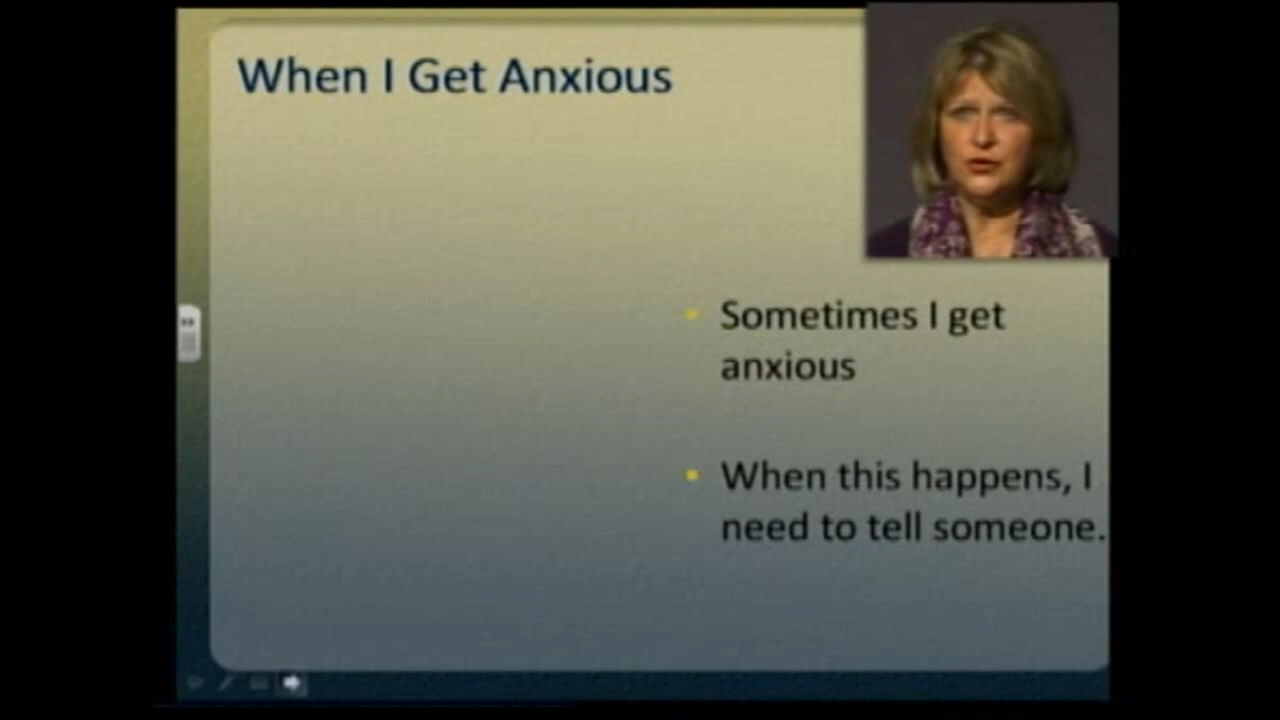 When I Get Anxious
Sometimes I get
anxious
When this happens, I
need to tell someone.